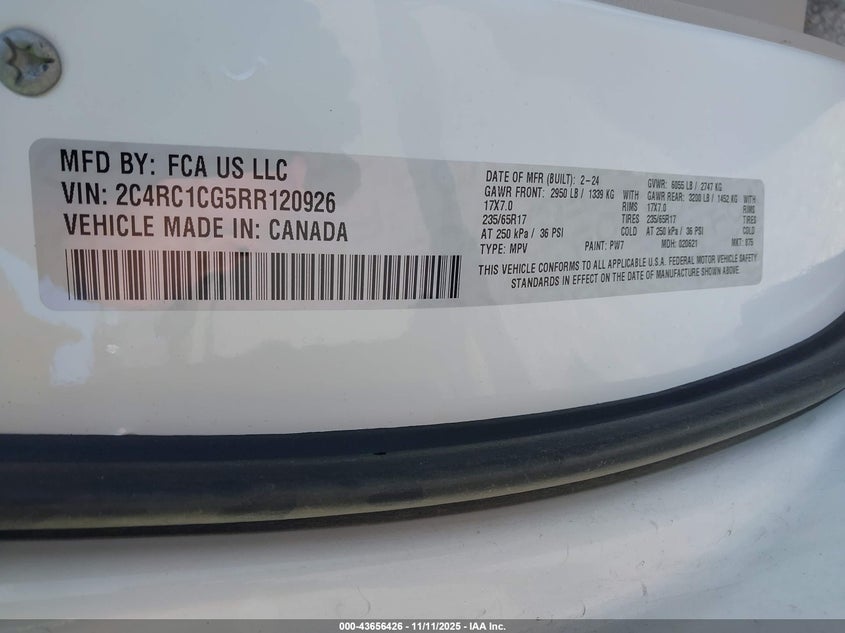 MFD BY: FCA US LLC
VIN: 2C4RC1CG5RR120926
VEHICLE MADE IN: CANADA
DATE OF MFR (BUILT): 2-24 GVWR: 6055 LB / 2747 KG
GAWR FRONT: 2950 LB / 1339 KG WITH GAWR REAR: 3200 LB / 1452 KG WITH
17X7.0 RIMS 17X7.0 RIMS
235/65R17 TIRES 235/65R17 TIRES
AT 250 kPa / 36 PSI COLD AT 250 kPa / 36 PSI COLD
TYPE: MPV PAINT: PW7 MDH: 020621 MKT: 075
THIS VEHICLE CONFORMS TO ALL APPLICABLE U.S.A. FEDERAL MOTOR VEHICLE SAFETY
STANDARDS IN EFFECT ON THE DATE OF MANUFACTURE SHOWN ABOVE
000-43656426 - 11/11/2025 - IAA Inc.